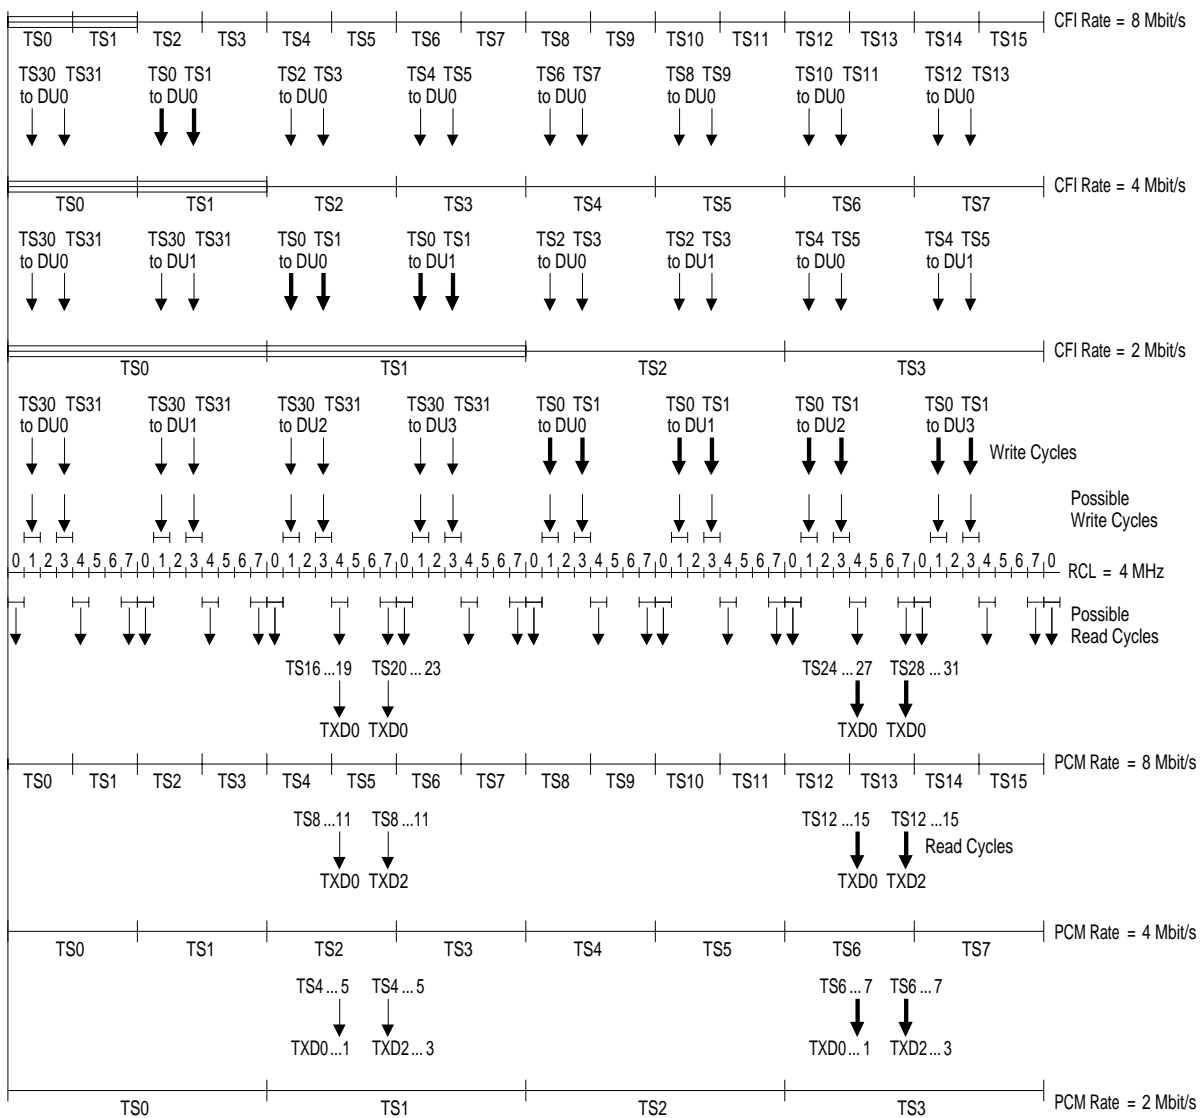 CFI Rate = 8 Mbit/s
TS0 TS1 TS2 TS3 TS4 TS5 TS6 TS7 TS8 TS9 TS10 TS11 TS12 TS13 TS14 TS15
TS30 TS31 TS0 TS1 TS2 TS3 TS4 TS5 TS6 TS7 TS8 TS9 TS10 TS11 TS12 TS13
to DU0 to DU0 to DU0 to DU0 to DU0 to DU0 to DU0 to DU0
CFI Rate = 4 Mbit/s
TS0 TS1 TS2 TS3 TS4 TS5 TS6 TS7
TS30 TS31 TS30 TS31 TS0 TS1 TS0 TS1 TS2 TS3 TS2 TS3 TS4 TS5 TS4 TS5
to DU0 to DU1 to DU0 to DU1 to DU0 to DU1 to DU0 to DU1
CFI Rate = 2 Mbit/s
TS0 TS1 TS2 TS3
TS30 TS31 TS30 TS31 TS30 TS31 TS30 TS31 TS0 TS1 TS0 TS1 TS0 TS1 TS0 TS1
to DU0 to DU1 to DU2 to DU3 to DU0 to DU1 to DU2 to DU3
Write Cycles
Possible
Write Cycles
0 1 2 3 4 5 6 7 0 1 2 3 4 5 6 7 0 1 2 3 4 5 6 7 0 1 2 3 4 5 6 7 0 1 2 3 4 5 6 7 0 1 2 3 4 5 6 7 0 1 2 3 4 5 6 7 0 1 2 3 4 5 6 7 0
RCL = 4 MHz
Possible
Read Cycles
TS16 ... 19 TS20 ... 23 TS24 ... 27 TS28 ... 31
TXD0 TXD0 TXD0 TXD0
PCM Rate = 8 Mbit/s
TS0 TS1 TS2 TS3 TS4 TS5 TS6 TS7 TS8 TS9 TS10 TS11 TS12 TS13 TS14 TS15
TS8 ... 11 TS8 ... 11 TS12 ... 15 TS12 ... 15
Read Cycles
TXD0 TXD2 TXD0 TXD2
PCM Rate = 4 Mbit/s
TS0 TS1 TS2 TS3 TS4 TS5 TS6 TS7
TS4 ... 5 TS4 ... 5 TS6 ... 7 TS6 ... 7
TXD0 ... 1 TXD2 ... 3 TXD0 ... 1 TXD2 ... 3
PCM Rate = 2 Mbit/s
TS0 TS1 TS2 TS3